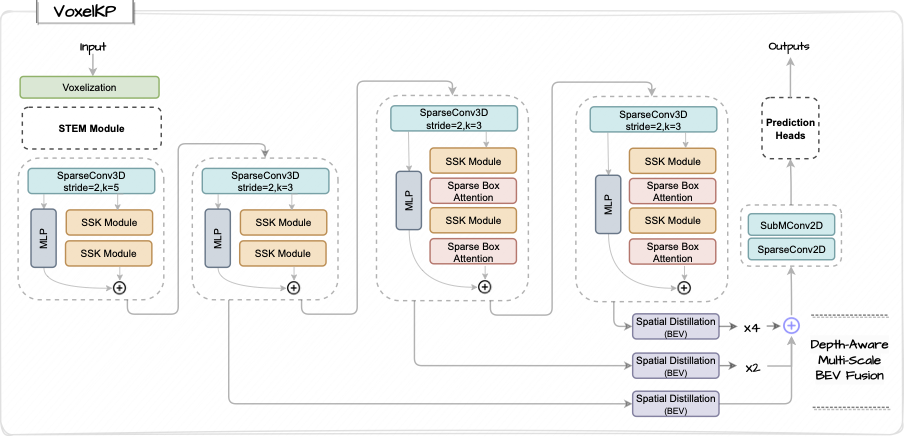 VoxelKP
Input
Voxelization
STEM Module
SparseConv3D
stride=2,k=5
MLP
SSK Module
SSK Module
SparseConv3D
stride=2,k=3
MLP
SSK Module
SSK Module
SparseConv3D
stride=2,k=3
MLP
SSK Module
Sparse Box
Attention
SSK Module
Sparse Box
Attention
SparseConv3D
stride=2,k=3
MLP
SSK Module
Sparse Box
Attention
SSK Module
Sparse Box
Attention
Outputs
Prediction
Heads
SubMConv2D
SparseConv2D
Spatial Distillation
(BEV)
x4
Spatial Distillation
(BEV)
x2
Spatial Distillation
(BEV)
Depth-Aware
Multi-Scale
BEV Fusion